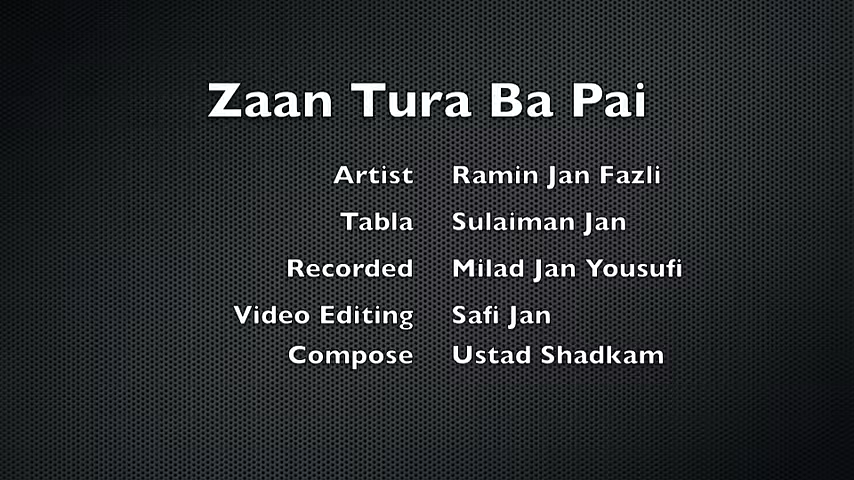 Zaan Tura Ba Pai
Artist Ramin Jan Fazli
Tabla Sulaiman Jan
Recorded Milad Jan Yousufi
Video Editing Safi Jan
Compose Ustad Shadkam